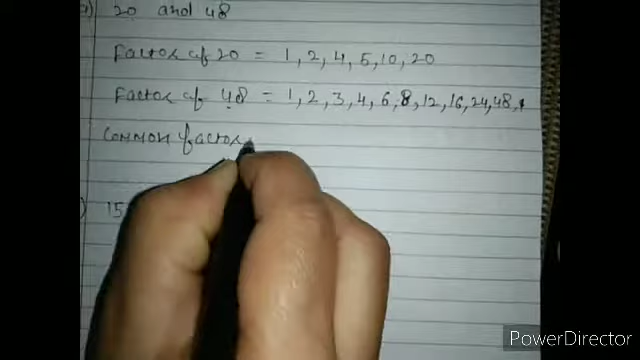 20 and 48
Factor of 20 = 1, 2, 4, 5, 10, 20
Factor of 48 = 1, 2, 3, 4, 6, 8, 12, 16, 24, 48,
Common factor
15
PowerDirector